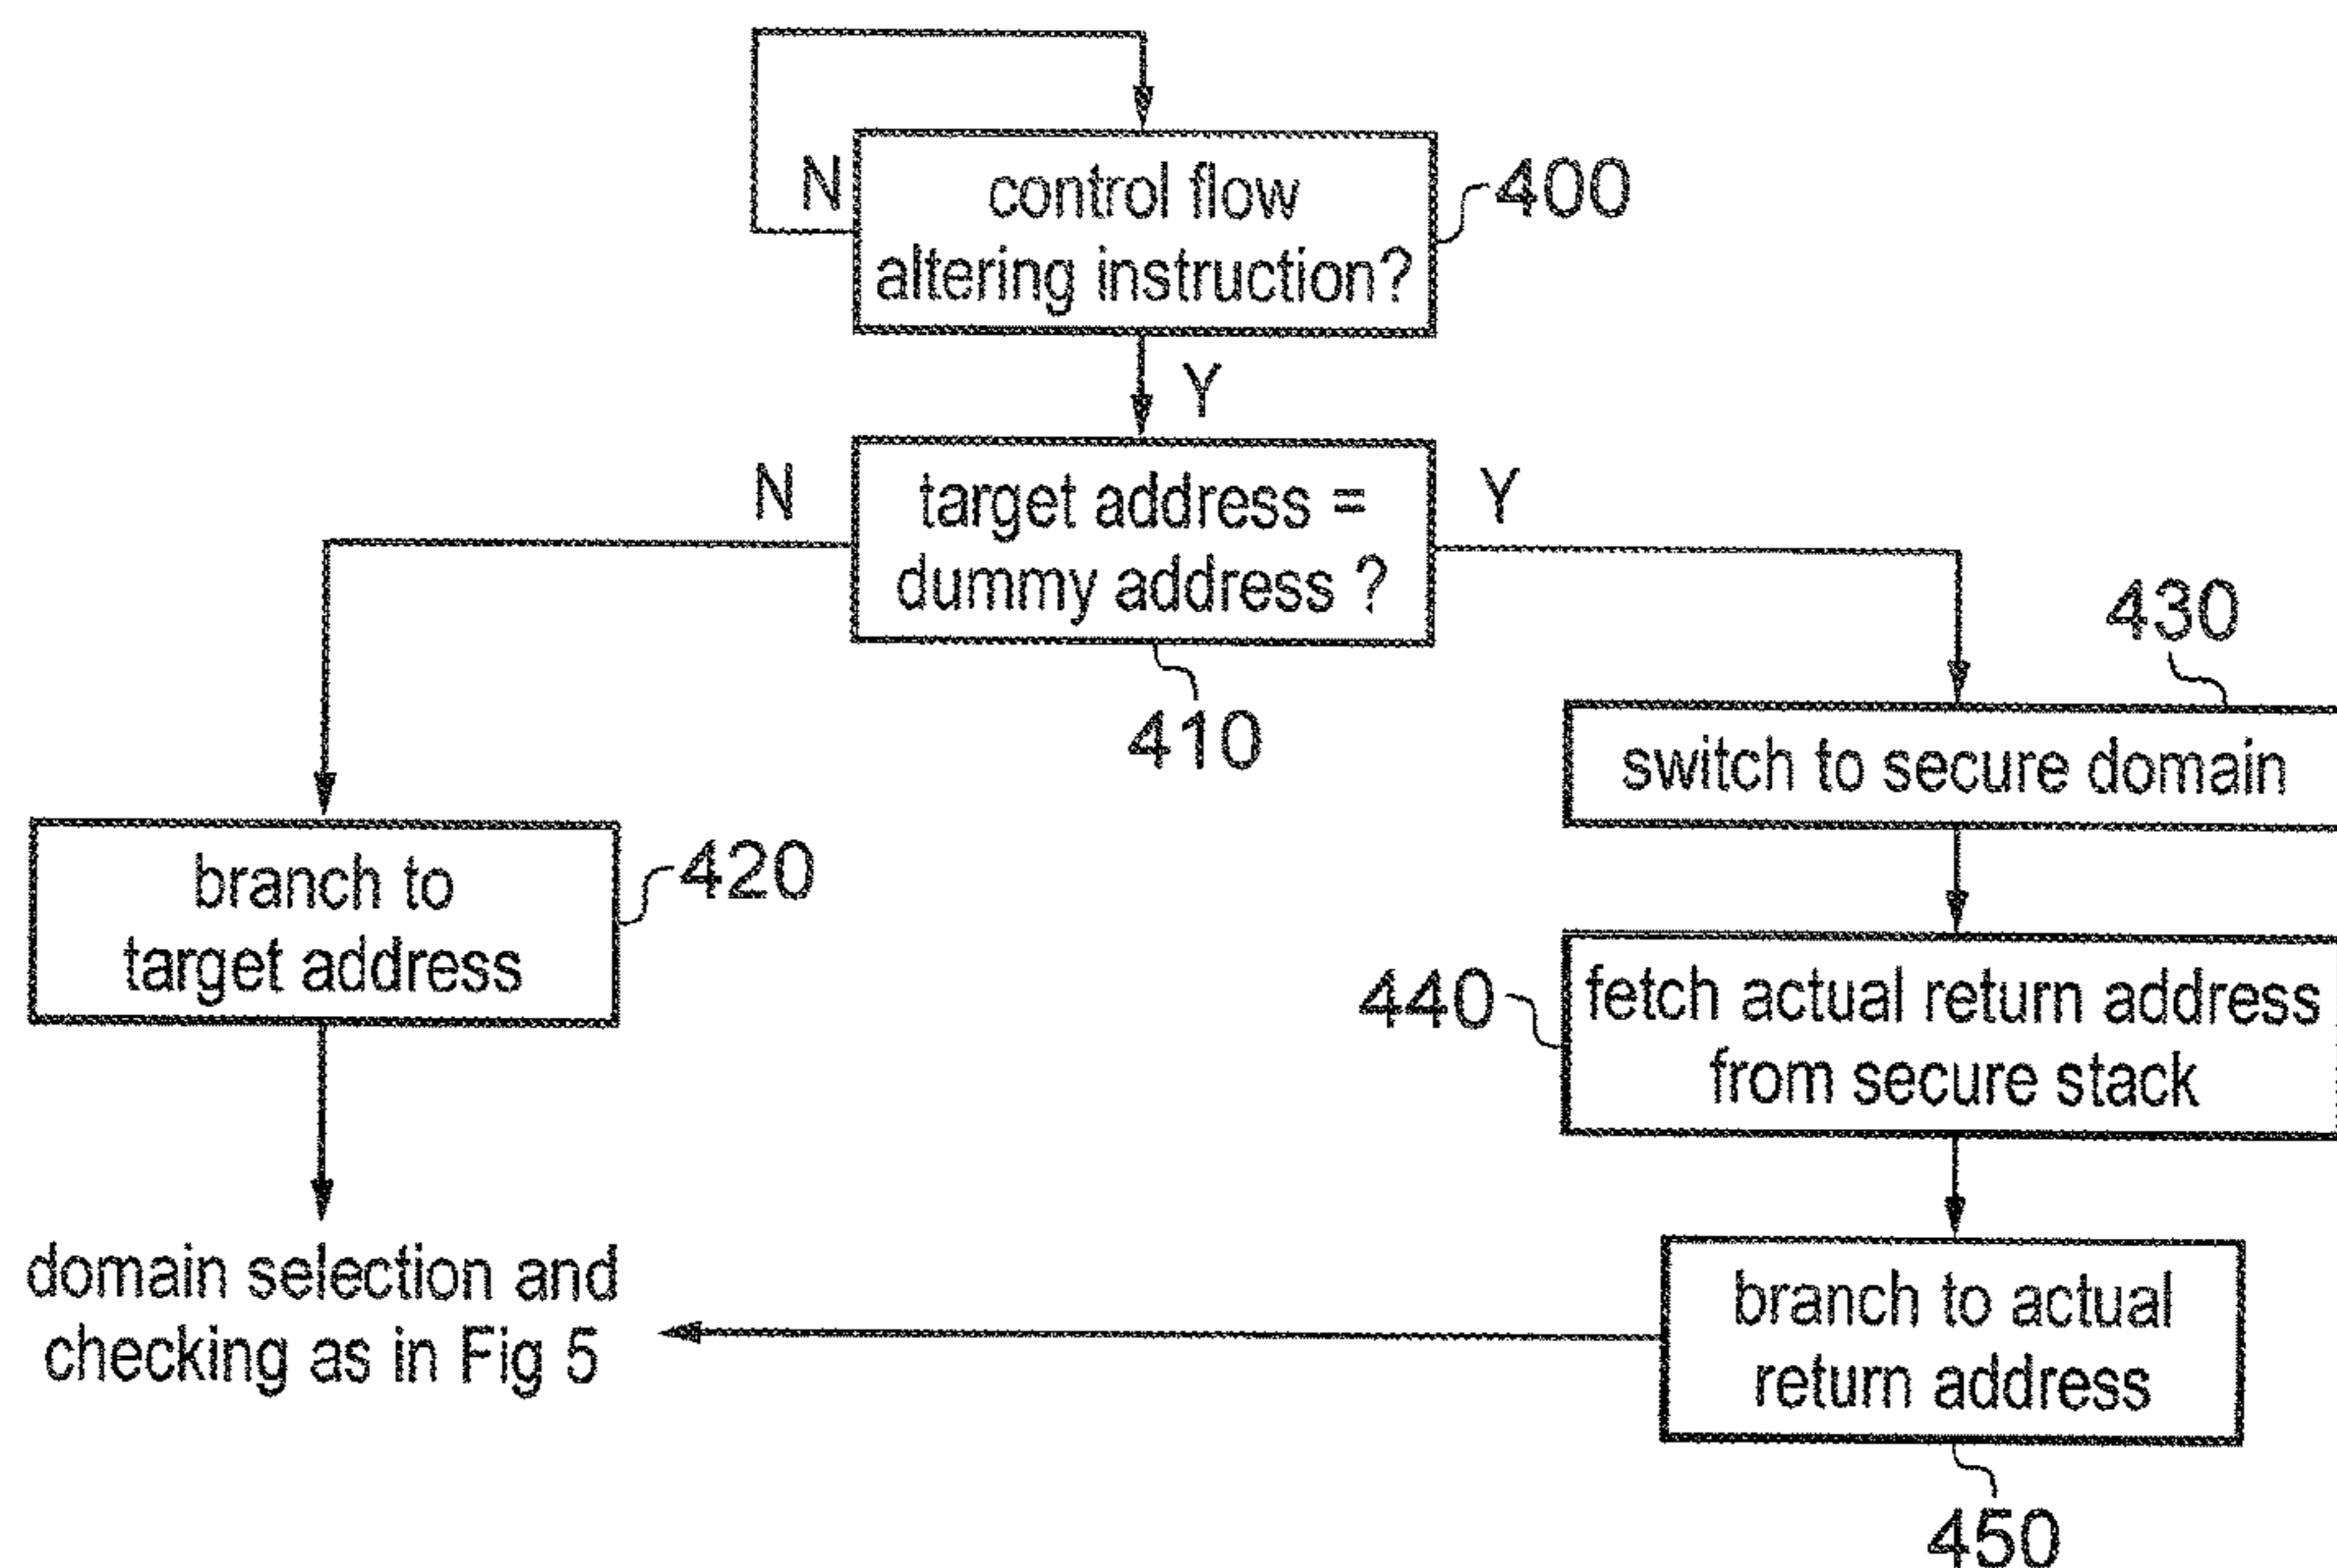 N
control flow
altering instruction?
400
Y
N
target address =
dummy address ?
Y
410
430
switch to secure domain
branch to
target address
420
440
fetch actual return address
from secure stack
domain selection and
checking as in Fig 5
branch to actual
return address
450